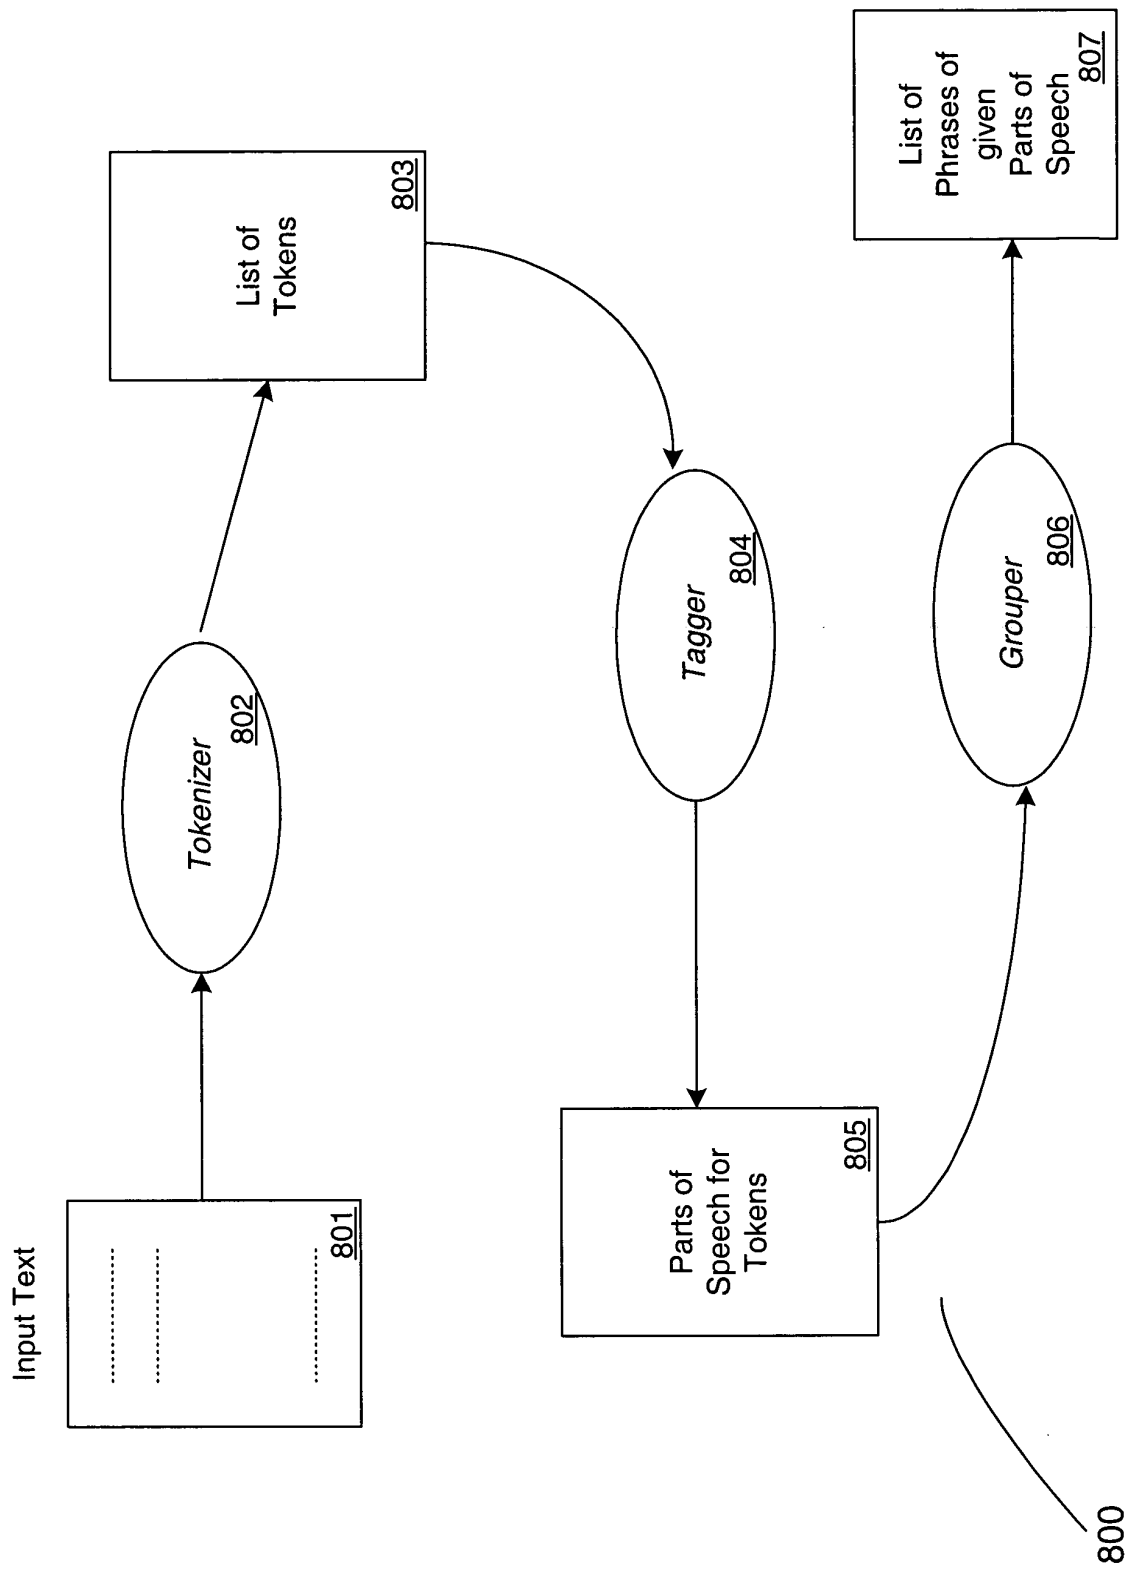 Input Text
801
Tokenizer
802
List of
Tokens
803
Tagger
804
Parts of
Speech for
Tokens
805
Grouper
806
List of
Phrases of
given
Parts of
Speech
807
800